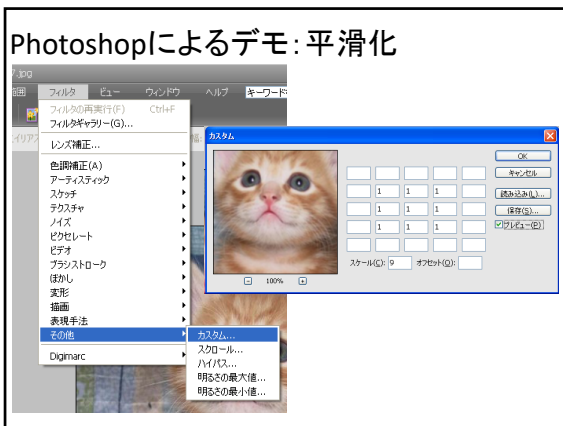 Photoshopによるデモ: 平滑化
7.jpg
フィルタ ビュー ウィンドウ ヘルプ キーワード
フィルタの再実行(F) Ctrl+F
フィルタギャラリー(G)...
レンズ補正...
色調補正(A)
アーティスティック
スケッチ
テクスチャ
ノイズ
ピクセレート
ビデオ
ブラシストローク
ぼかし
変形
描画
表現手法
その他
Digimarc
カスタム...
スクロール...
ハイパス...
明るさの最大値...
明るさの最小値...
カスタム
OK
キャンセル
読み込み(L)...
保存(S)...
プレビュー(P)
1 1 1
1 1 1
1 1 1
スケール(C): 9 オフセット(O):
100%